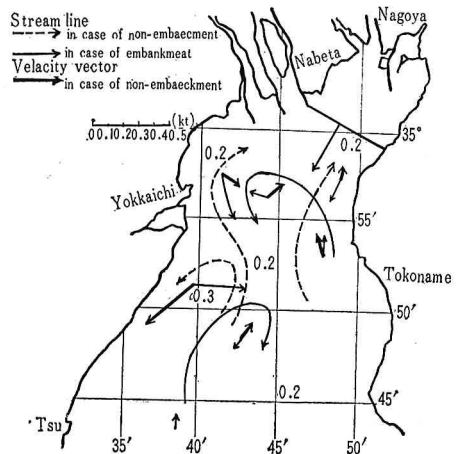 Stream line
in case of non-embaecment
in case of embankmeat
Velacity vector
in case of non-embaeckment
0.0.10.20.30.40.5(kt)
Nagoya
Nabeta
35°
0.2
0.2
Yokkaichi
55′
0.2
Tokoname
0.3
50′
0.2
45′
Tsu
35′
40′
45′
50′